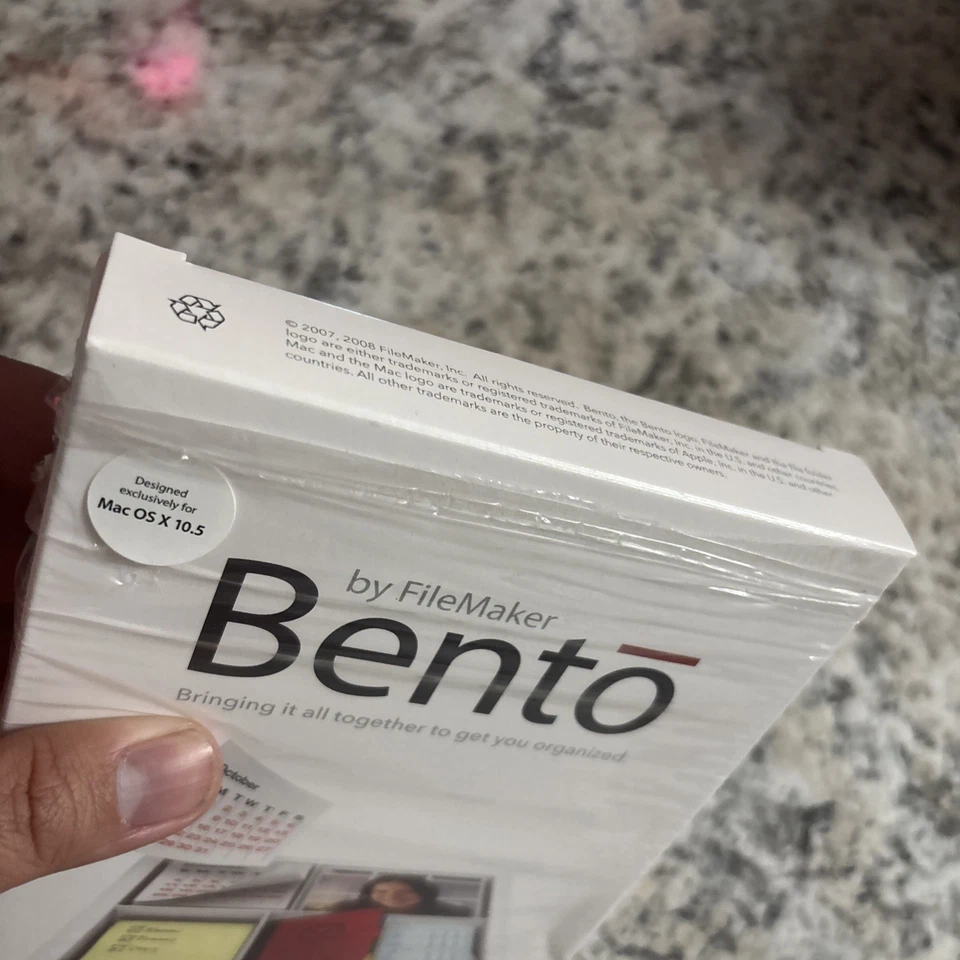 © 2007, 2008 FileMaker, Inc. All rights reserved. Bento, the Bento logo, FileMaker and the file folder
logo are either trademarks or registered trademarks of FileMaker, Inc. in the U.S. and other countries.
Mac and the Mac logo are trademarks or registered trademarks of Apple, Inc. in the U.S. and other
countries. All other trademarks are the property of their respective owners.
Designed
exclusively for
Mac OS X 10.5
by FileMaker
Bento
Bringing it all together to get you organized.
October
M T W T F S